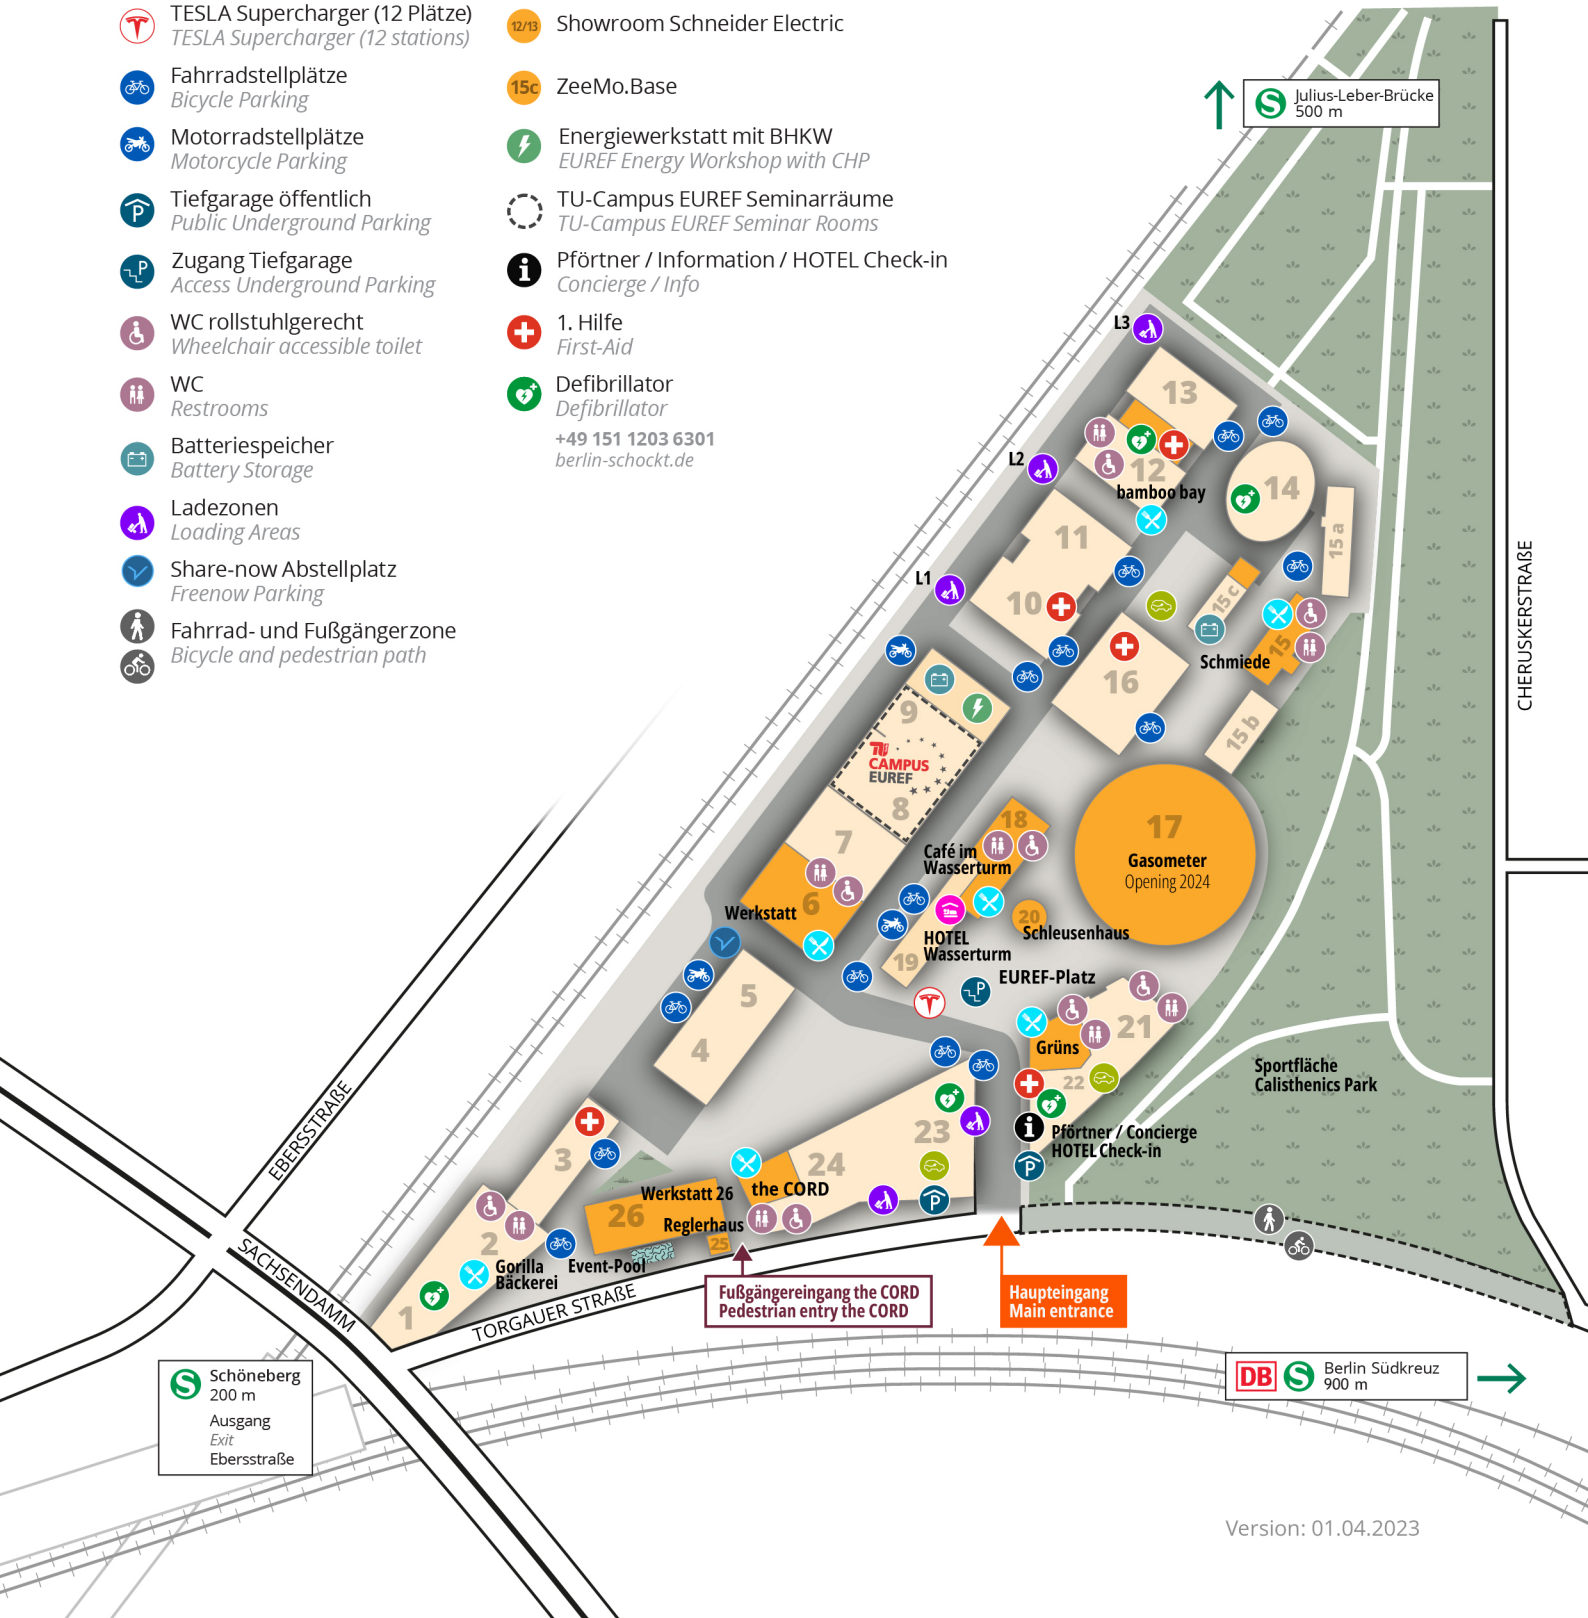 TESLA Supercharger (12 Plätze)
TESLA Supercharger (12 stations)
Fahrradstellplätze
Bicycle Parking
Motorradstellplätze
Motorcycle Parking
Tiefgarage öffentlich
Public Underground Parking
Zugang Tiefgarage
Access Underground Parking
WC rollstuhlgerecht
Wheelchair accessible toilet
WC
Restrooms
Batteriespeicher
Battery Storage
Ladezonen
Loading Areas
Share-now Abstellplatz
Freenow Parking
Fahrrad- und Fußgängerzone
Bicycle and pedestrian path
12/13
Showroom Schneider Electric
15c
ZeeMo.Base
Energiewerkstatt mit BHKW
EUREF Energy Workshop with CHP
TU-Campus EUREF Seminarräume
TU-Campus EUREF Seminar Rooms
Pförtner / Information / HOTEL Check-in
Concierge / Info
1. Hilfe
First-Aid
Defibrillator
Defibrillator
+49 151 1203 6301
berlin-schockt.de
S
Julius-Leber-Brücke
500 m
CHERUSKERSTRAßE
L3
13
L2
12
bamboo bay
14
15 a
11
L1
10
15 c
Schmiede
15
16
15 b
9
TU
CAMPUS
EUREF
8
7
6
Werkstatt
17
Gasometer
Opening 2024
18
Café im
Wasserturm
20
Schleusenhaus
HOTEL
Wasserturm
19
P
EUREF-Platz
5
4
21
Grüns
22
Pförtner / Concierge
HOTEL Check-in
P
Sportfläche
Calisthenics Park
23
24
P
the CORD
3
Werkstatt 26
26
Reglerhaus
25
Event-Pool
2
Gorilla
Bäckerei
1
EBERSSTRAßE
SACHSENDAMM
TORGAUER STRAßE
Fußgängereingang the CORD
Pedestrian entry the CORD
Haupteingang
Main entrance
S
Schöneberg
200 m
Ausgang
Exit
Ebersstraße
DB
S
Berlin Südkreuz
900 m
Version: 01.04.2023